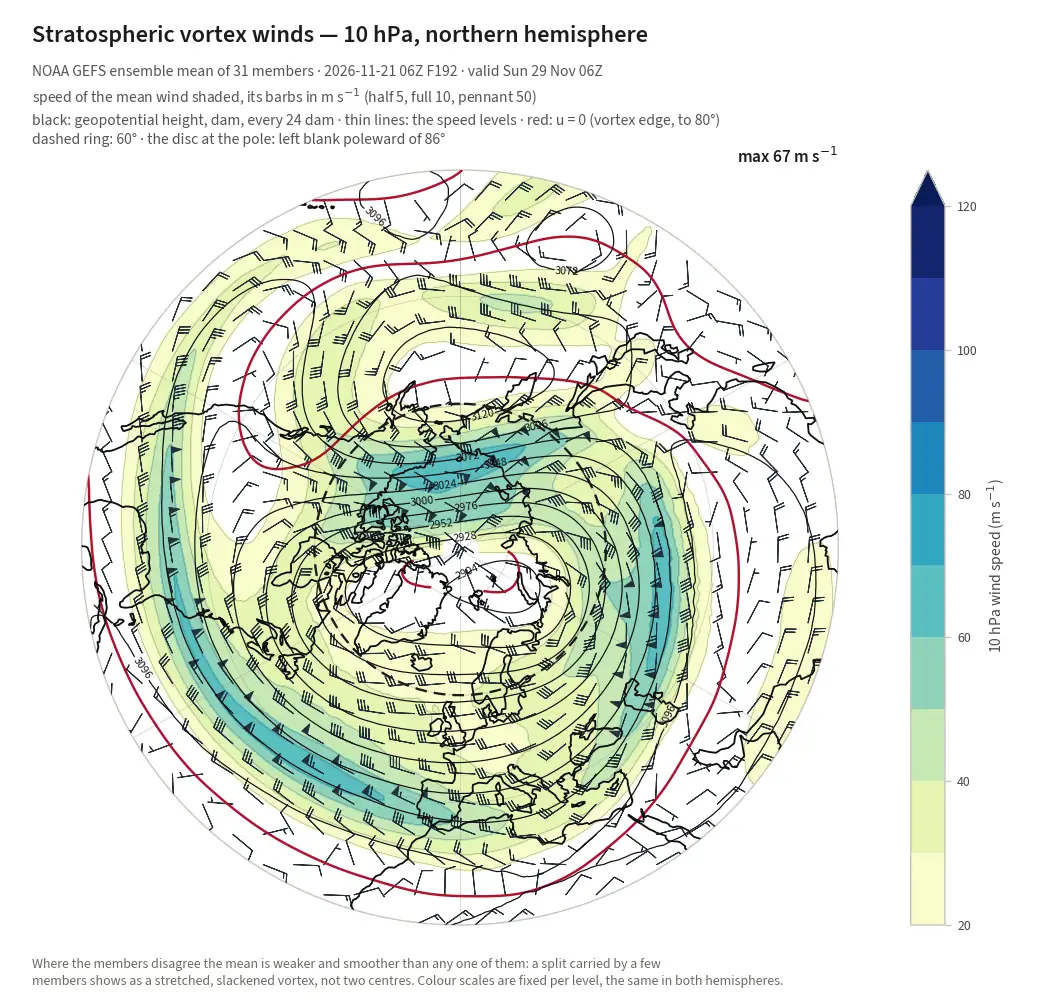 Stratospheric vortex winds — 10 hPa, northern hemisphere
NOAA GEFS ensemble mean of 31 members · 2026-11-21 06Z F192 · valid Sun 29 Nov 06Z
speed of the mean wind shaded, its barbs in m s⁻¹ (half 5, full 10, pennant 50)
black: geopotential height, dam, every 24 dam · thin lines: the speed levels · red: u = 0 (vortex edge, to 80°)
dashed ring: 60° · the disc at the pole: left blank poleward of 86°
max 67 m s⁻¹
3096
3072
3120
3096
3072
3048
3024
3000
2976
2952
2928
2904
3096
3096
120
100
80
60
40
20
10 hPa wind speed (m s⁻¹)
Where the members disagree the mean is weaker and smoother than any one of them: a split carried by a few
members shows as a stretched, slackened vortex, not two centres. Colour scales are fixed per level, the same in both hemispheres.